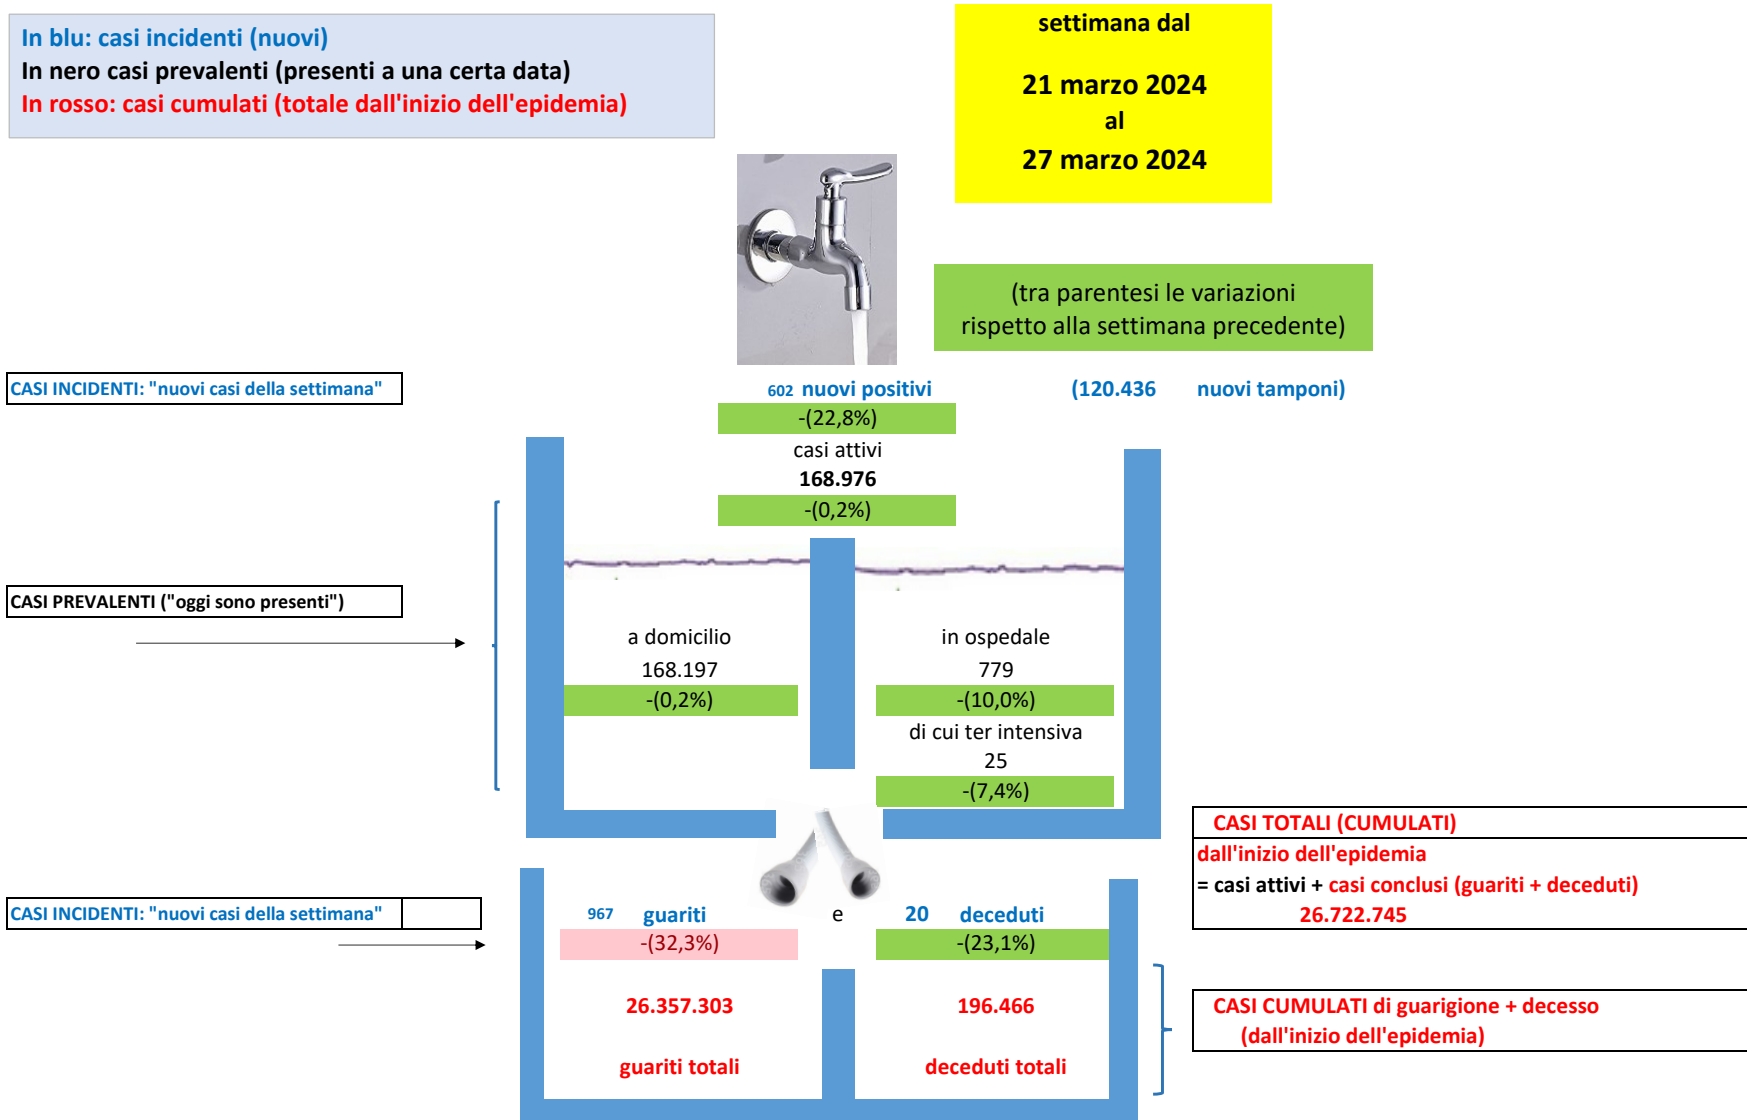 In blu: casi incidenti (nuovi)
In nero casi prevalenti (presenti a una certa data)
In rosso: casi cumulati (totale dall'inizio dell'epidemia)
settimana dal
21 marzo 2024
al
27 marzo 2024
(tra parentesi le variazioni
rispetto alla settimana precedente)
CASI INCIDENTI: "nuovi casi della settimana"
602 nuovi positivi
(120.436 nuovi tamponi)
-(22,8%)
casi attivi
168.976
-(0,2%)
CASI PREVALENTI ("oggi sono presenti")
a domicilio
168.197
-(0,2%)
in ospedale
779
-(10,0%)
di cui ter intensiva
25
-(7,4%)
CASI TOTALI (CUMULATI)
dall'inizio dell'epidemia
= casi attivi + casi conclusi (guariti + deceduti)
26.722.745
CASI INCIDENTI: "nuovi casi della settimana"
967 guariti
e
20 deceduti
-(32,3%)
-(23,1%)
26.357.303
196.466
guariti totali
deceduti totali
CASI CUMULATI di guarigione + decesso
(dall'inizio dell'epidemia)